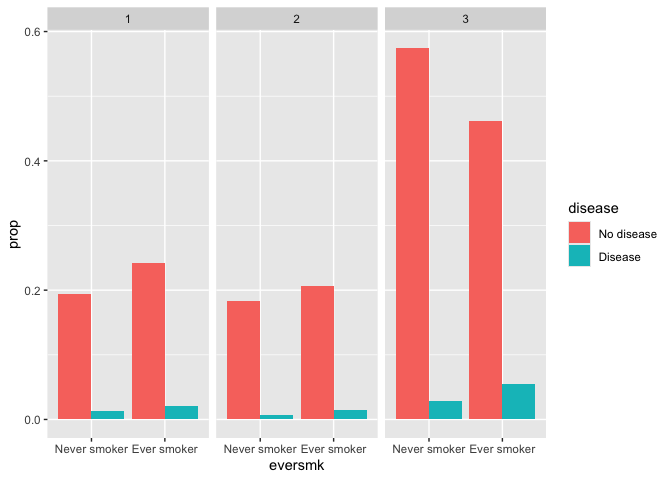 1 2 3
0.6
0.4
0.2
0.0
prop
Never smoker Ever smoker Never smoker Ever smoker Never smoker Ever smoker
eversmk
disease
No disease
Disease